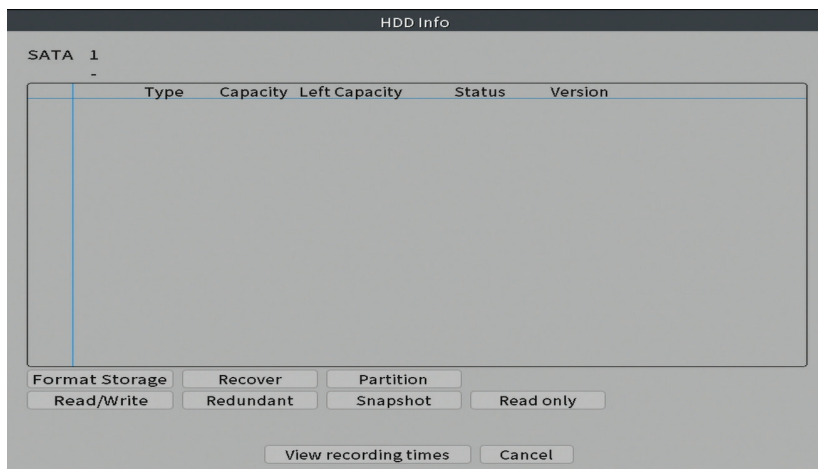 HDD Info
SATA 1
-
Type Capacity Left Capacity Status Version
Format Storage Recover Partition
Read/Write Redundant Snapshot Read only
View recording times Cancel